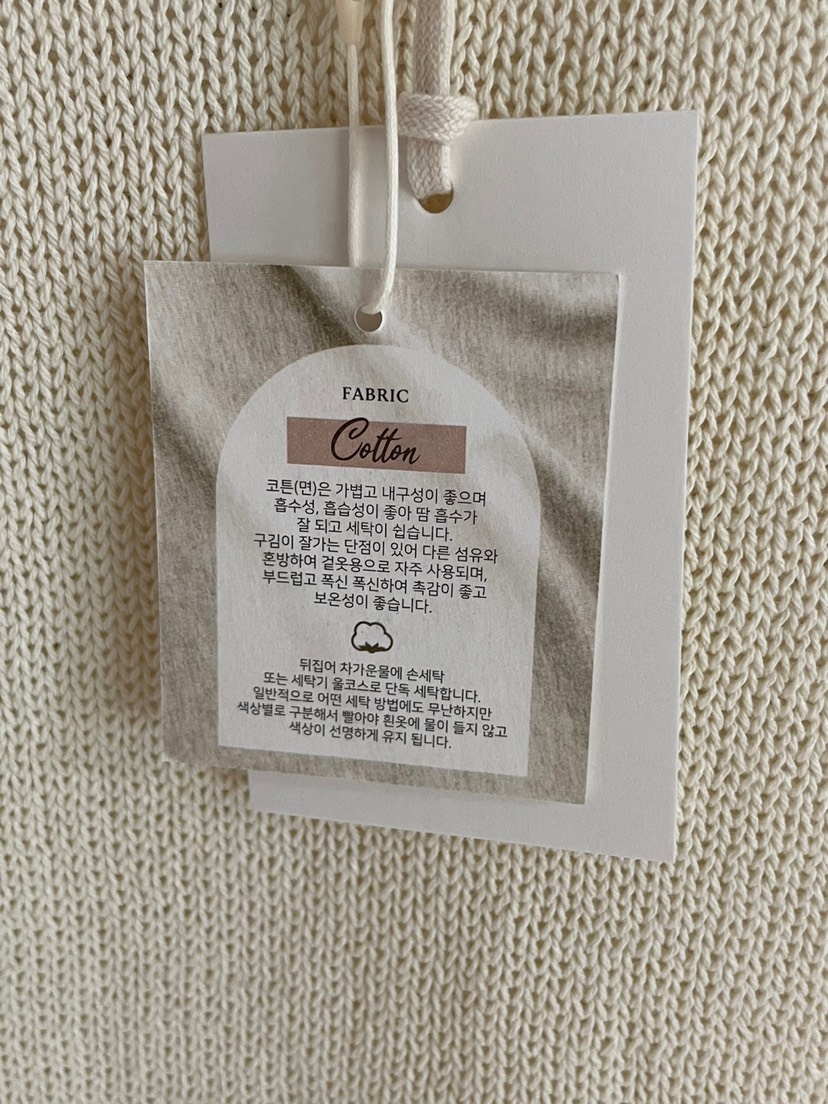 FABRIC
Cotton
코튼(면)은 가볍고 내구성이 좋으며
흡수성, 흡습성이 좋아 땀 흡수가
잘 되고 세탁이 쉽습니다.
구김이 잘가는 단점이 있어 다른 섬유와
혼방하여 겉옷용으로 자주 사용되며,
부드럽고 폭신 폭신하여 촉감이 좋고
보온성이 좋습니다.
뒤집어 차가운물에 손세탁
또는 세탁기 울코스로 단독 세탁합니다.
일반적으로 어떤 세탁 방법에도 무난하지만
색상별로 구분해서 빨아야 흰옷에 물이 들지 않고
색상이 선명하게 유지 됩니다.